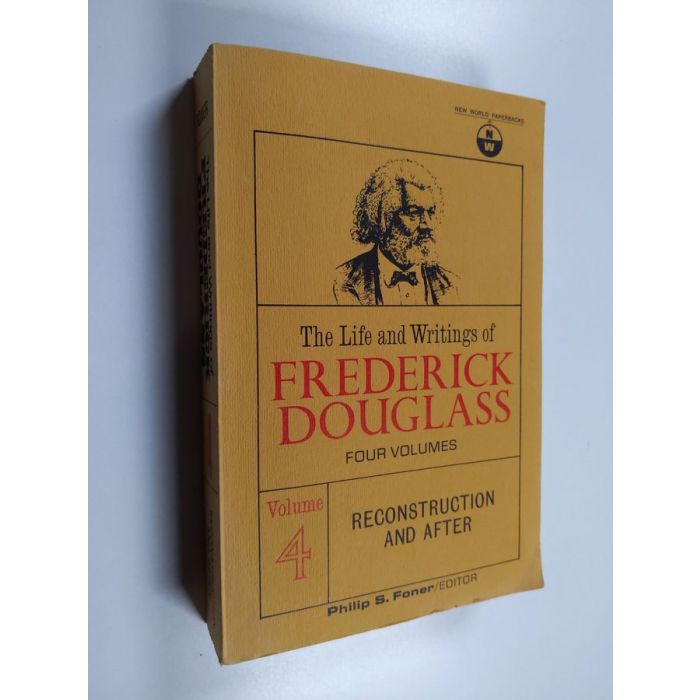 NEW WORLD PAPERBACKS
N
W
The Life and Writings of
FREDERICK
DOUGLASS
FOUR VOLUMES
Volume
4
RECONSTRUCTION
AND AFTER
Philip S. Foner/EDITOR